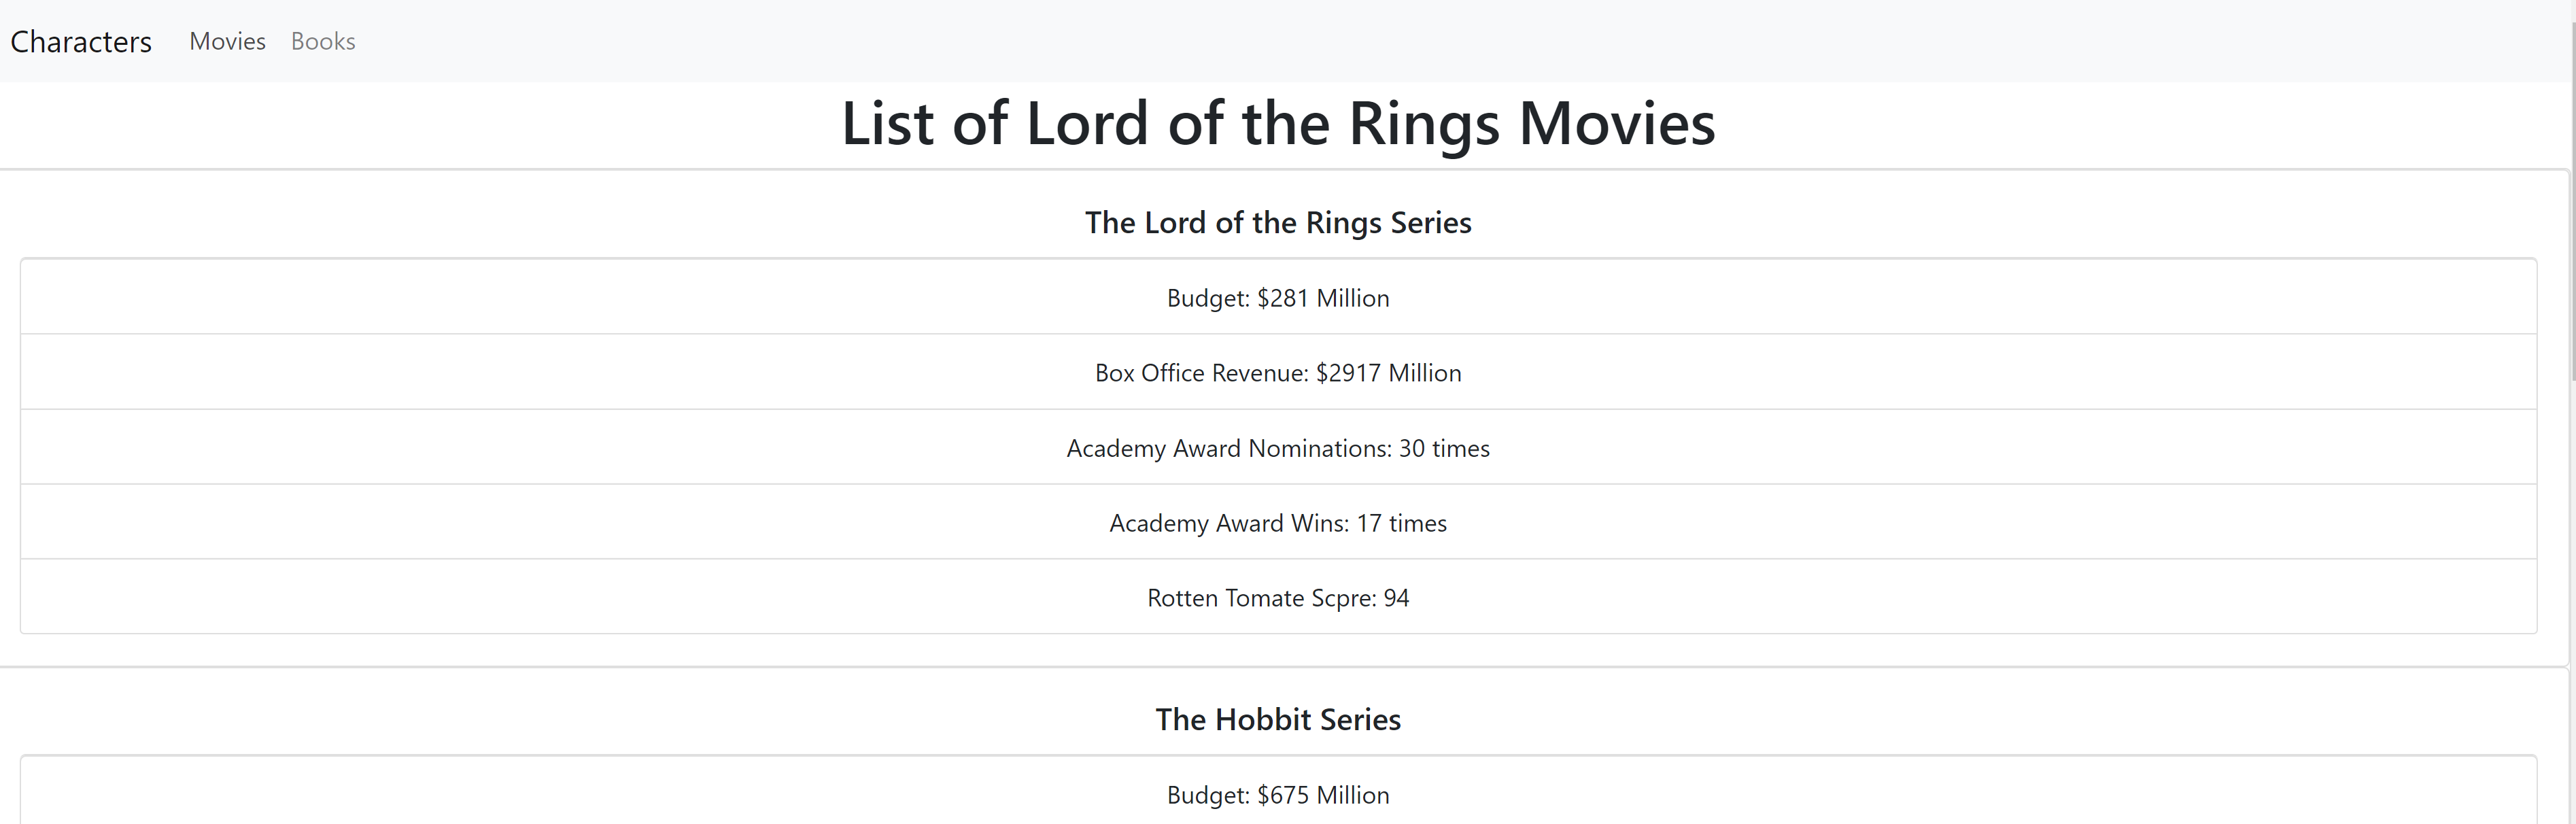 Characters Movies Books
List of Lord of the Rings Movies
The Lord of the Rings Series
Budget: $281 Million
Box Office Revenue: $2917 Million
Academy Award Nominations: 30 times
Academy Award Wins: 17 times
Rotten Tomate Scpre: 94
The Hobbit Series
Budget: $675 Million